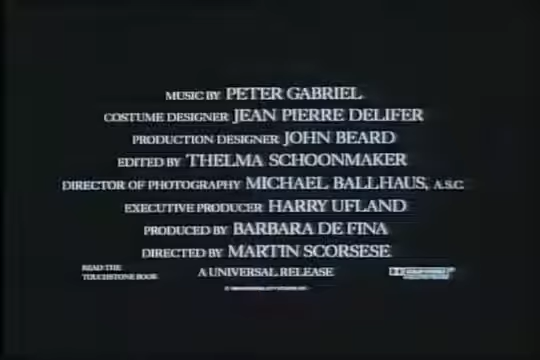 MUSIC BY PETER GABRIEL
COSTUME DESIGNER JEAN PIERRE DELIFER
PRODUCTION DESIGNER JOHN BEARD
EDITED BY THELMA SCHOONMAKER
DIRECTOR OF PHOTOGRAPHY MICHAEL BALLHAUS, A.S.C.
EXECUTIVE PRODUCER HARRY UFLAND
PRODUCED BY BARBARA DE FINA
DIRECTED BY MARTIN SCORSESE
READ THE
TOUCHSTONE BOOK
A UNIVERSAL RELEASE